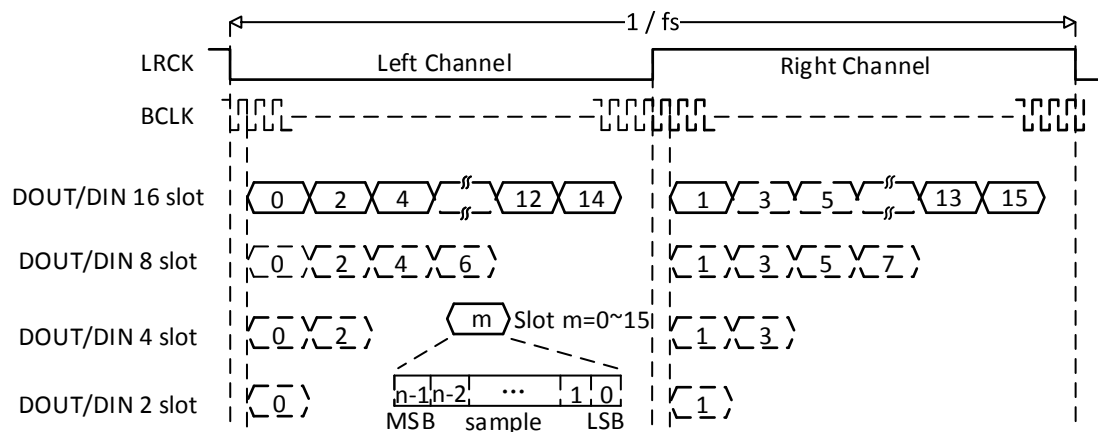 1 / fs
LRCK Left Channel Right Channel
BCLK
DOUT/DIN 16 slot 0 2 4 12 14 1 3 5 13 15
DOUT/DIN 8 slot 0 2 4 6 1 3 5 7
DOUT/DIN 4 slot 0 2 m Slot m=0~15 1 3
n-1 n-2 ... 1 0
DOUT/DIN 2 slot 0 MSB sample LSB 1